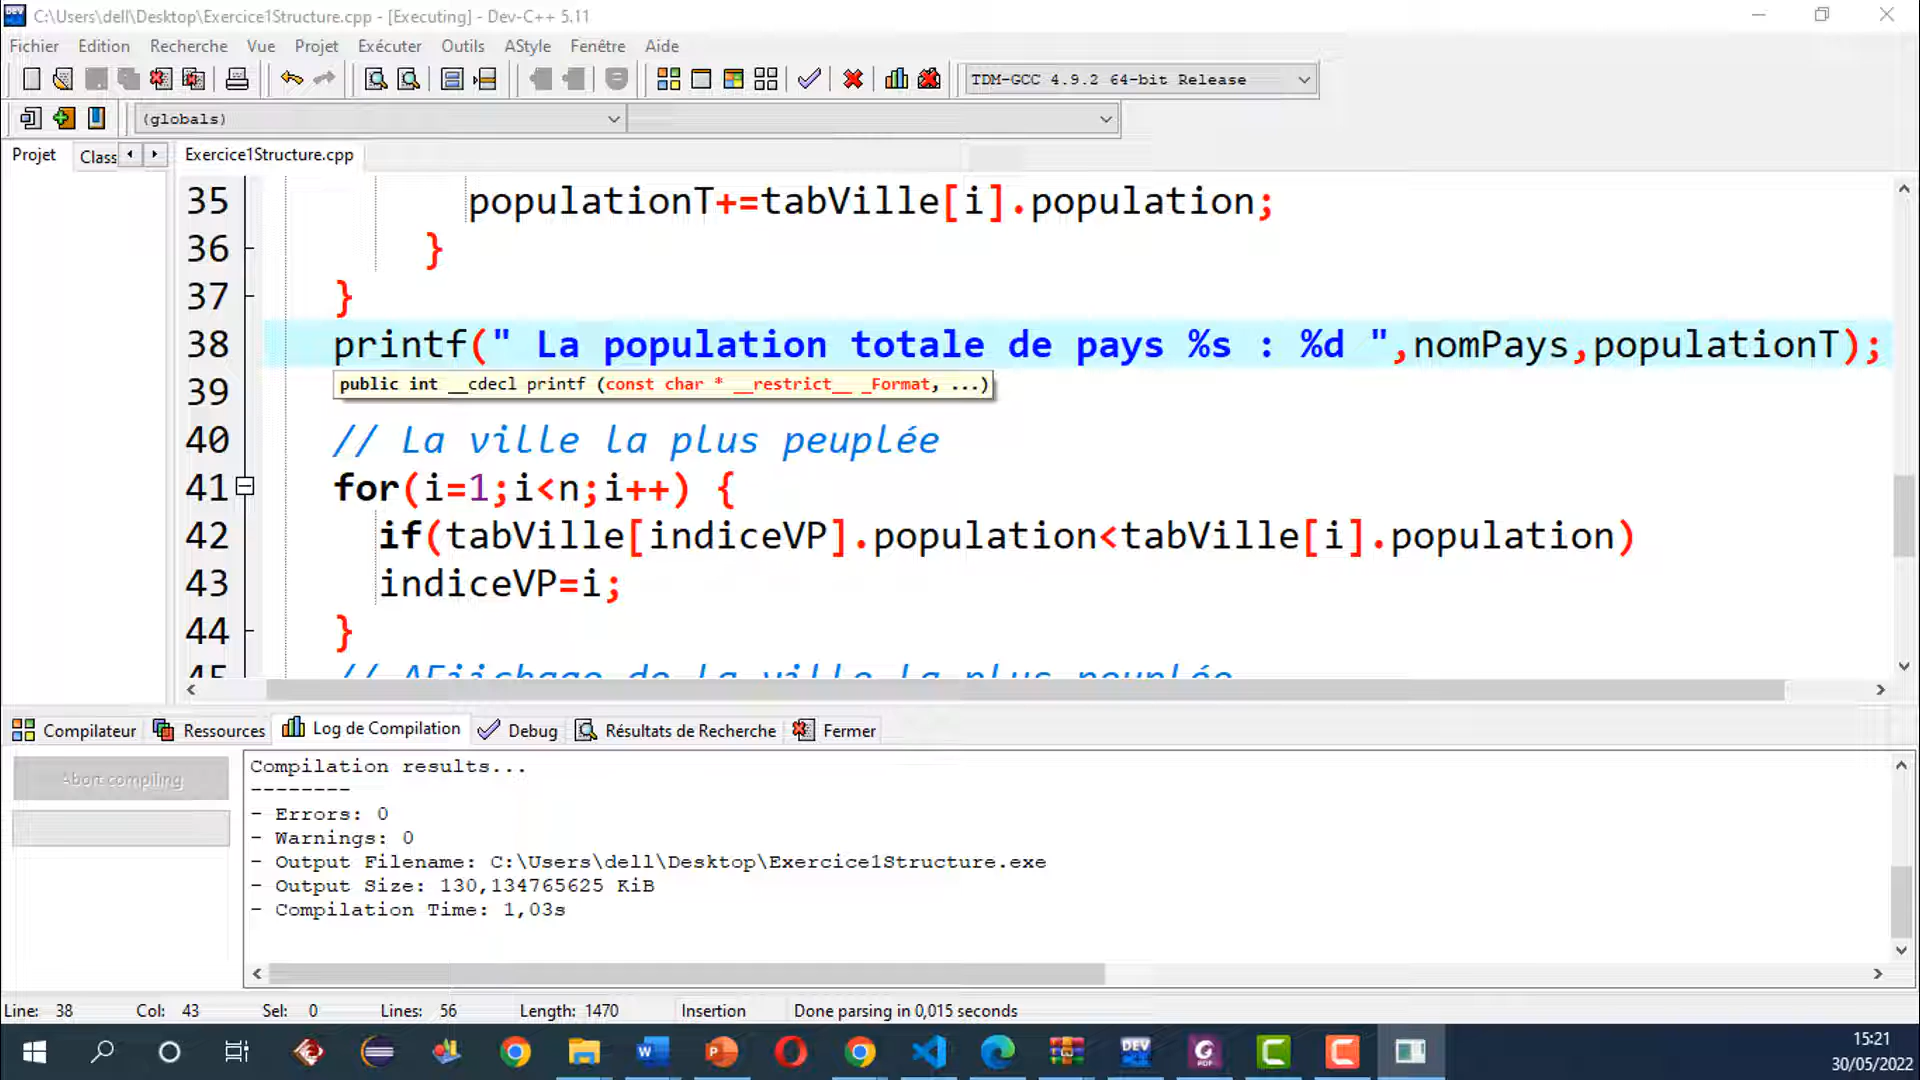 C:\Users\dell\Desktop\Exercice1Structure.cpp - [Executing] - Dev-C++ 5.11
Fichier Edition Recherche Vue Projet Exécuter Outils AStyle Fenêtre Aide
TDM-GCC 4.9.2 64-bit Release
(globals)
Projet Class Exercice1Structure.cpp
35 populationT+=tabVille[i].population;
36 }
37 }
38 printf(" La population totale de pays %s : %d ",nomPays,populationT);
39 public int __cdecl printf (const char * __restrict__ _Format, ...)
40 // La ville la plus peuplée
41 for(i=1;i<n;i++) {
42 if(tabVille[indiceVP].population<tabVille[i].population)
43 indiceVP=i;
44 }
45 // AFiichage de la ville la plus peuplée
Compilateur Ressources Log de Compilation Debug Résultats de Recherche Fermer
Abort compiling
Compilation results...
--------
- Errors: 0
- Warnings: 0
- Output Filename: C:\Users\dell\Desktop\Exercice1Structure.exe
- Output Size: 130,134765625 KiB
- Compilation Time: 1,03s
Line: 38 Col: 43 Sel: 0 Lines: 56 Length: 1470 Insertion Done parsing in 0,015 seconds
15:21
30/05/2022